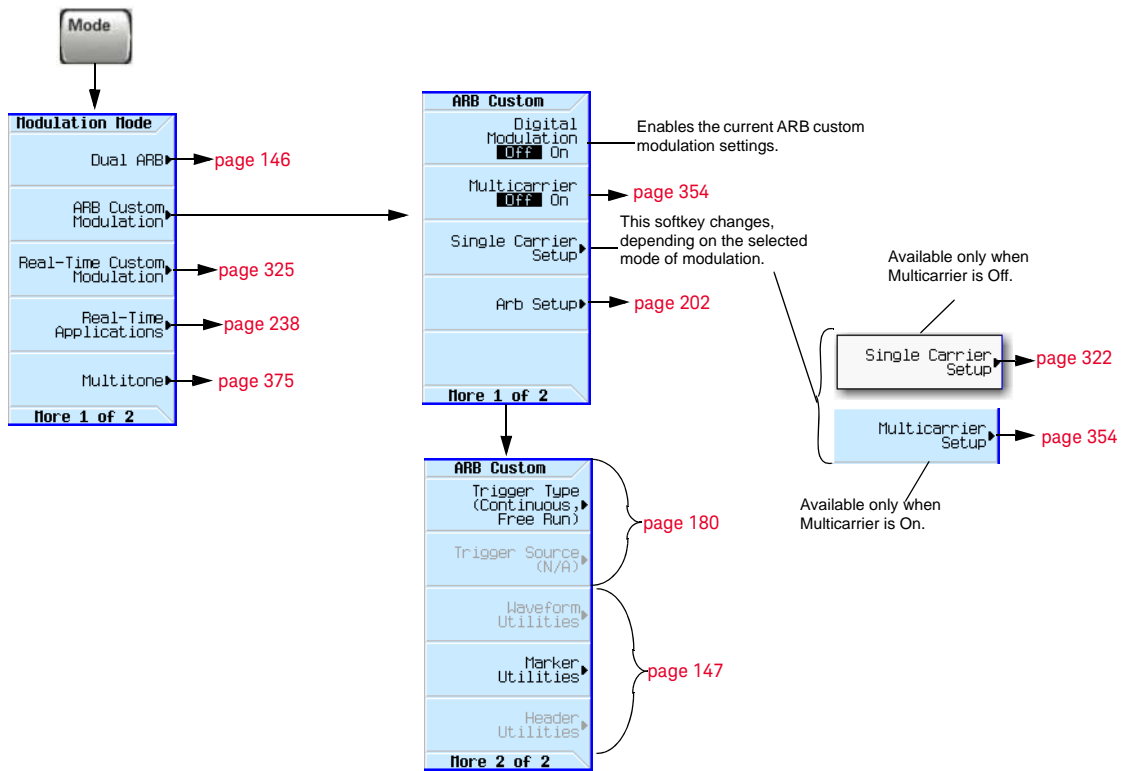 Mode
Modulation Mode
Dual ARB
page 146
ARB Custom
Modulation
Real-Time Custom
Modulation
page 325
Real-Time
Applications
page 238
Multitone
page 375
More 1 of 2
ARB Custom
Digital
Modulation
Off On
Enables the current ARB custom
modulation settings.
Multicarrier
Off On
page 354
Single Carrier
Setup
This softkey changes,
depending on the selected
mode of modulation.
Arb Setup
page 202
More 1 of 2
Available only when
Multicarrier is Off.
Single Carrier
Setup
page 322
Multicarrier
Setup
page 354
Available only when
Multicarrier is On.
ARB Custom
Trigger Type
(Continuous,
Free Run)
Trigger Source
(N/A)
page 180
Waveform
Utilities
Marker
Utilities
Header
Utilities
page 147
More 2 of 2